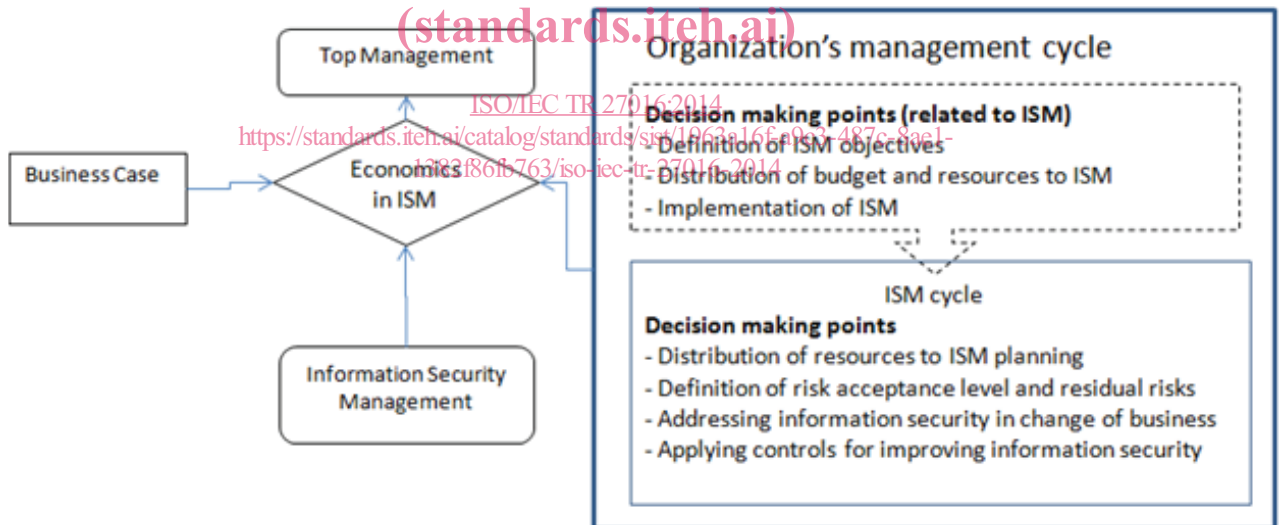 (standards.iteh.ai)
Top Management
ISO/IEC TR 27016:2014
https://standards.iteh.ai/catalog/standards/sist/1963a16f-a9e3-487c-8ae1-
1382f86fb763/iso-iec-tr-27016-2014
Business Case
Economics
in ISM
Information Security
Management
Organization's management cycle
Decision making points (related to ISM)
- Definition of ISM objectives
- Distribution of budget and resources to ISM
- Implementation of ISM
ISM cycle
Decision making points
- Distribution of resources to ISM planning
- Definition of risk acceptance level and residual risks
- Addressing information security in change of business
- Applying controls for improving information security